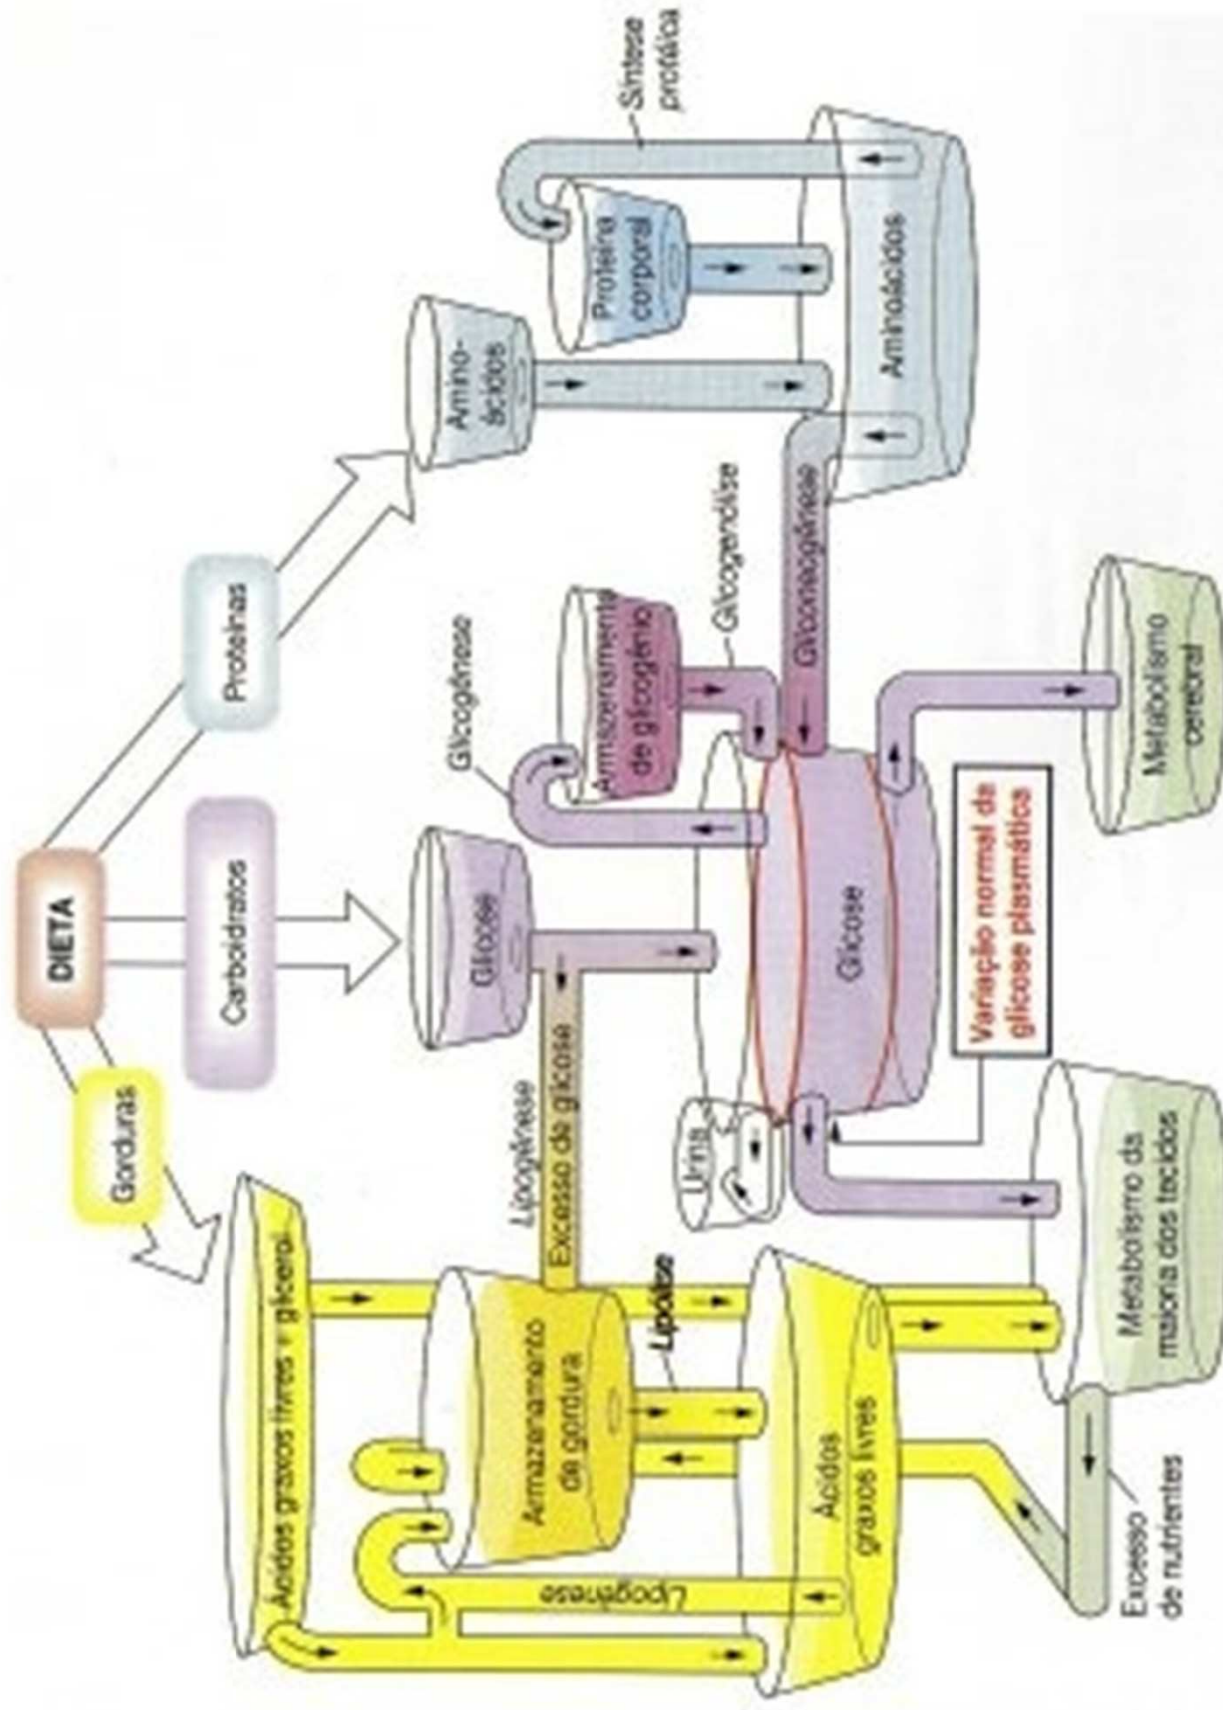 DIETA
Gorduras
Carboidratos
Proteínas
Ácidos graxos livres + glicerol
Glicose
Amino-
ácidos
Glicogênese
Síntese
protéica
Lipogênese
Excesso de glicose
Armazenamento
de gordura
Armazenamento
de glicogênio
Proteína
corporal
Lipogênese
Lipólise
Urina
Glicogenólise
Gliconeogênese
Ácidos
graxos livres
Glicose
Aminoácidos
Variação normal da
glicose plasmática
Excesso
de nutrientes
Metabolismo da
maioria dos tecidos
Metabolismo
cerebral